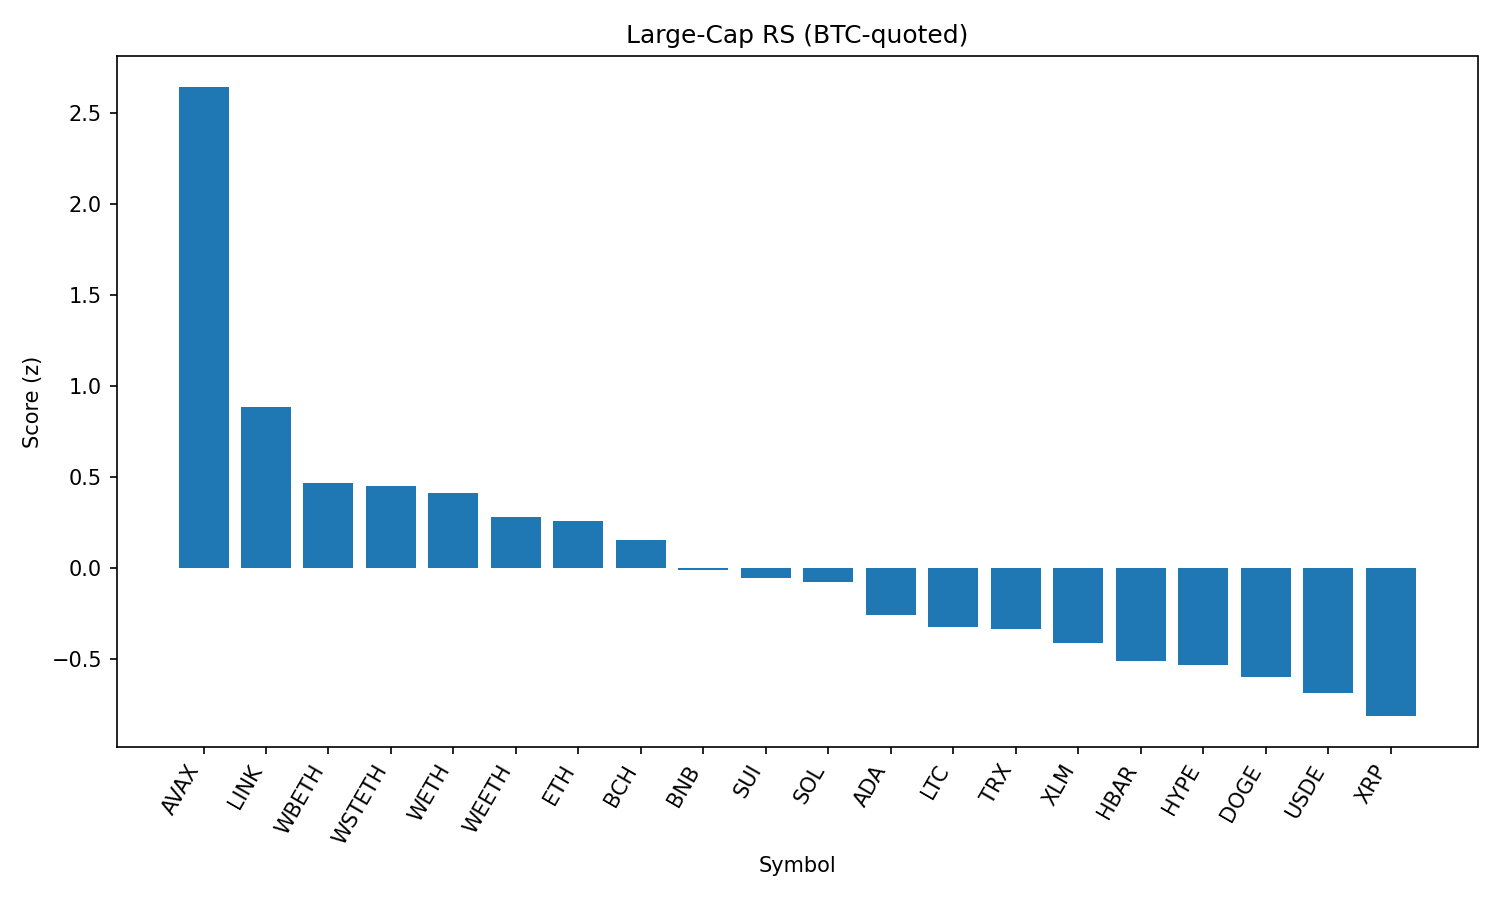 Large-Cap RS (BTC-quoted)
Score (z)
2.5
2.0
1.5
1.0
0.5
0.0
−0.5
AVAX
LINK
WBETH
WSTETH
WETH
WEETH
ETH
BCH
BNB
SUI
SOL
ADA
LTC
TRX
XLM
HBAR
HYPE
DOGE
USDE
XRP
Symbol